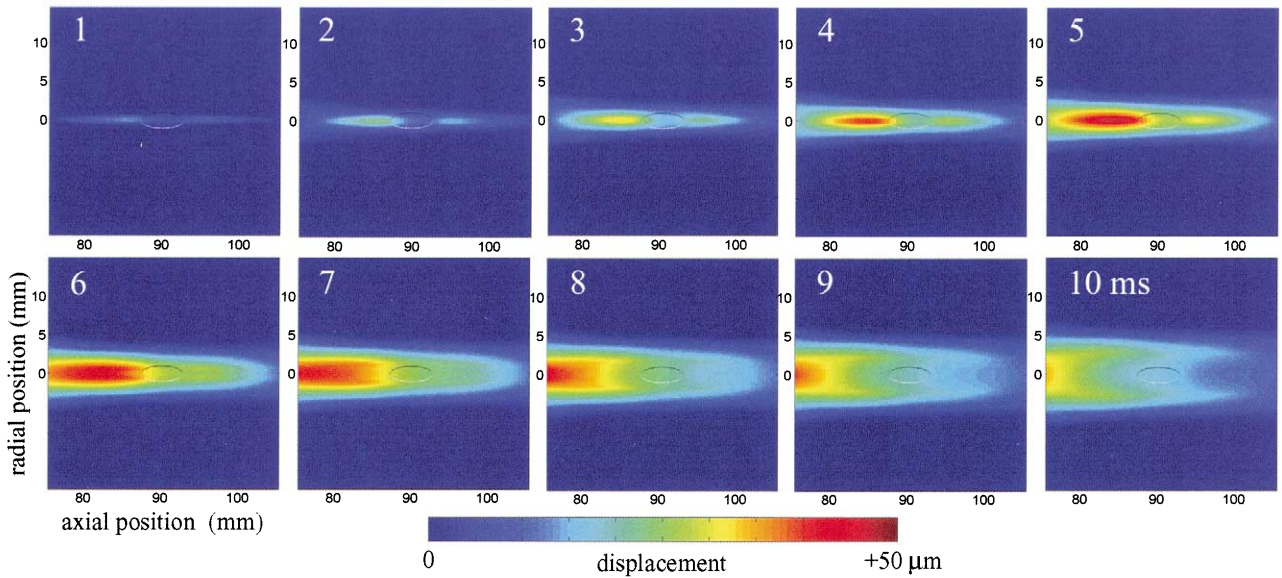 1 2 3 4 5
10 10 10 10 10
5 5 5 5 5
0 0 0 0 0
80 90 100 80 90 100 80 90 100 80 90 100 80 90 100
6 7 8 9 10 ms
10 10 10 10 10
5 5 5 5 5
0 0 0 0 0
80 90 100 80 90 100 80 90 100 80 90 100 80 90 100
radial position (mm)
axial position (mm)
0 displacement +50 μm